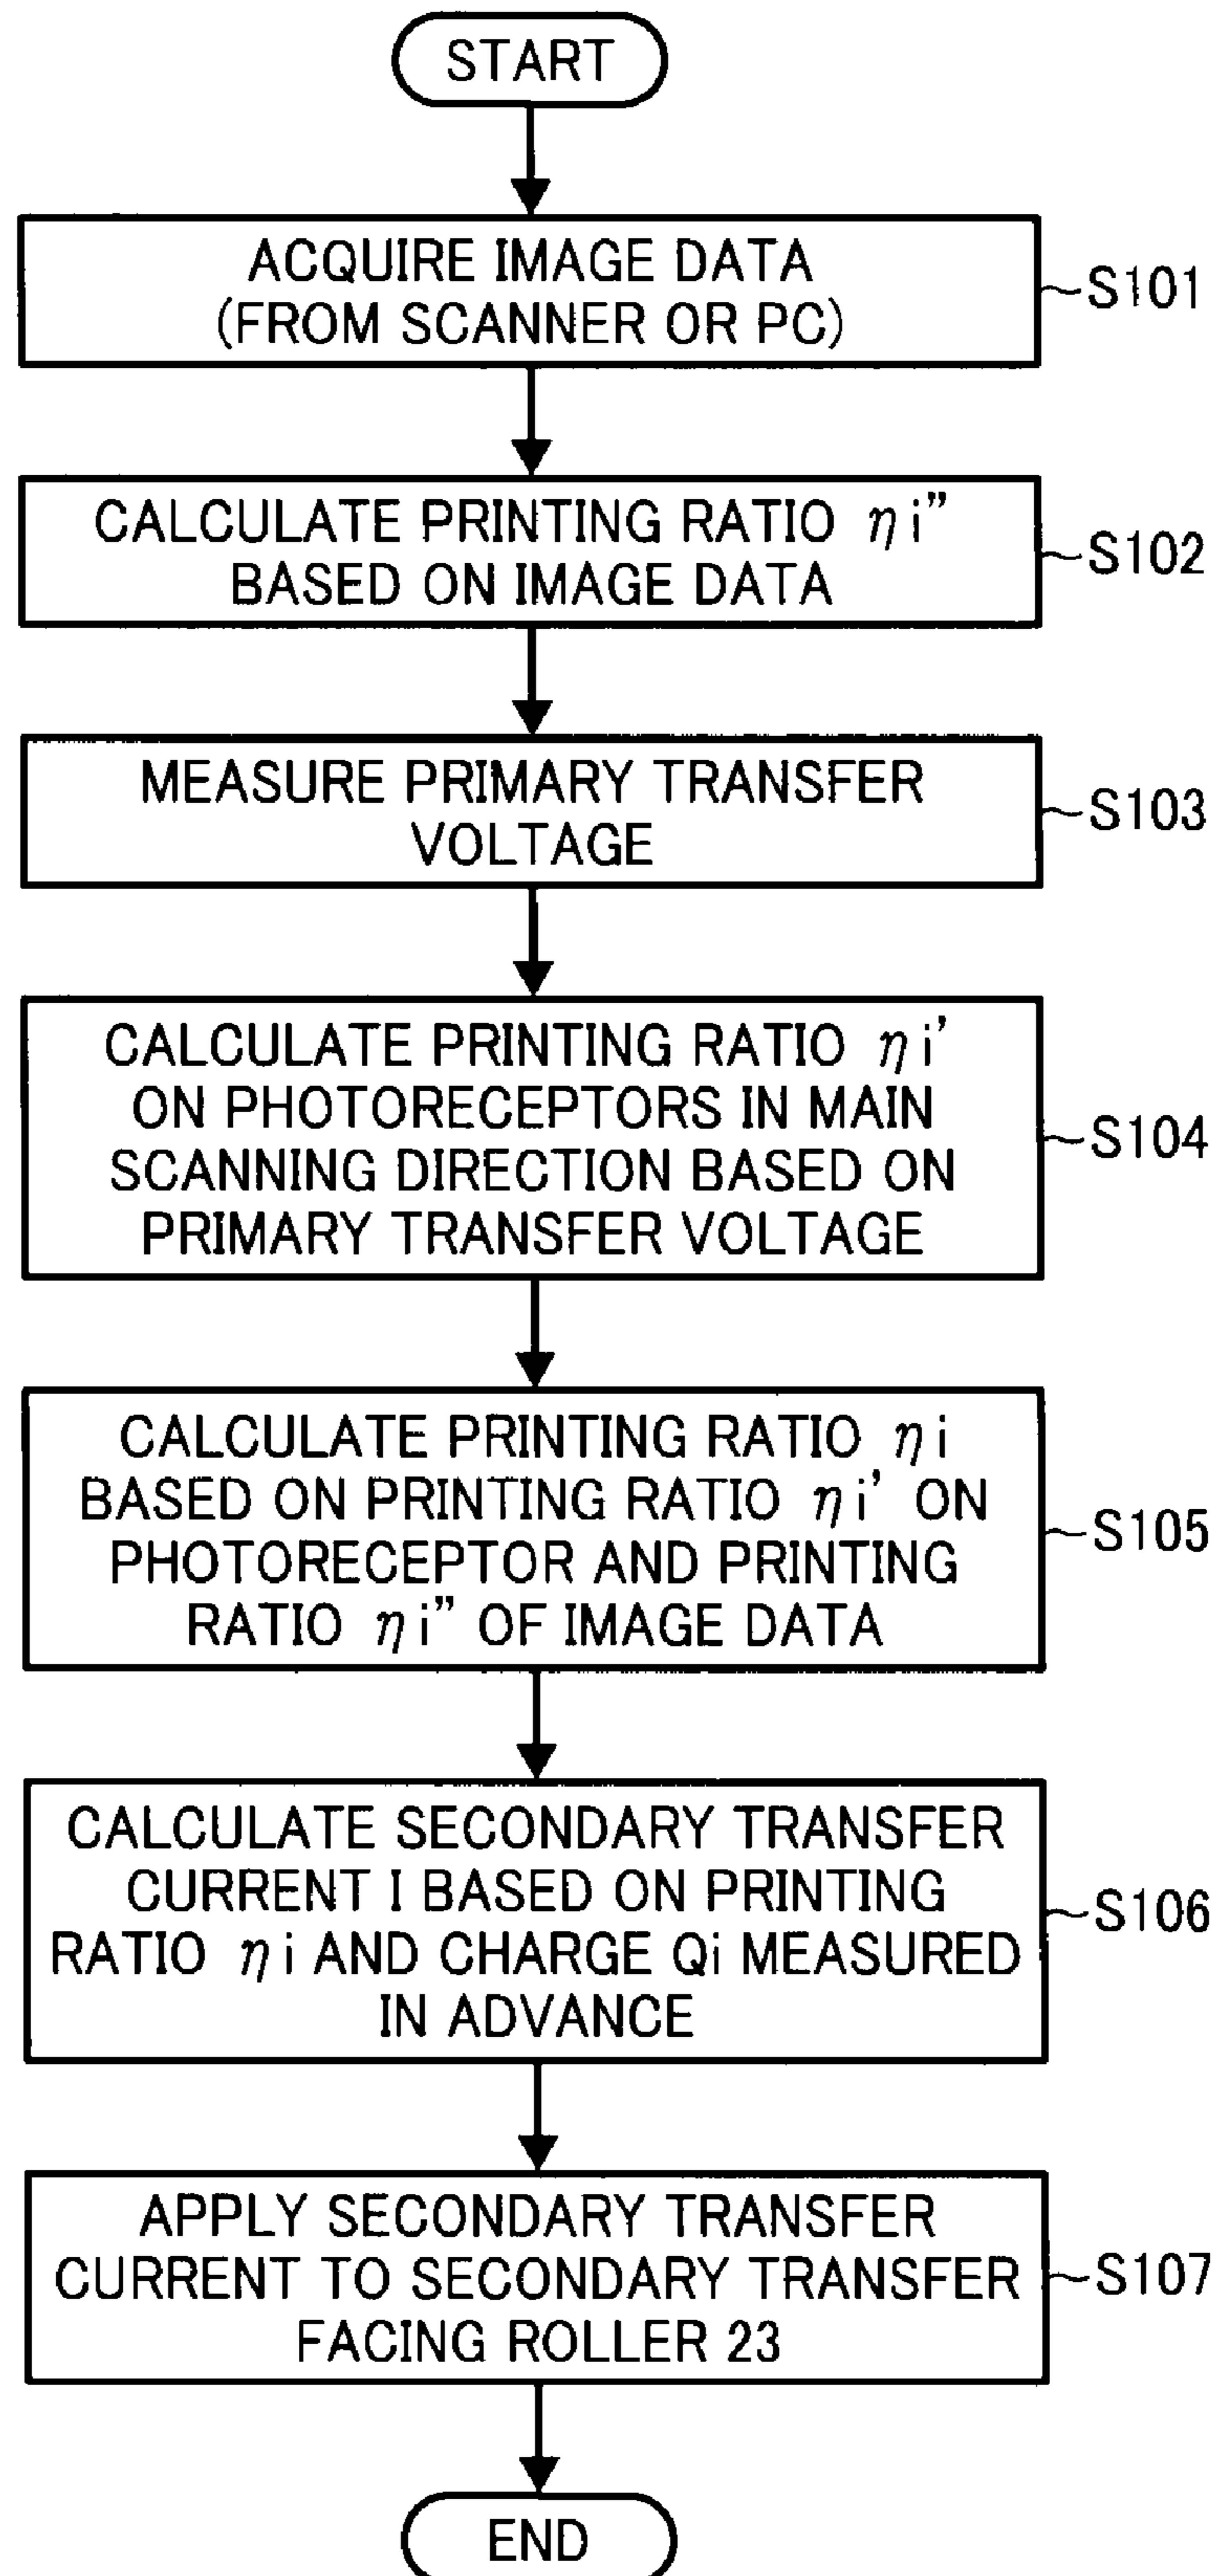 START
ACQUIRE IMAGE DATA
(FROM SCANNER OR PC)
S101
CALCULATE PRINTING RATIO ηi”
BASED ON IMAGE DATA
S102
MEASURE PRIMARY TRANSFER
VOLTAGE
S103
CALCULATE PRINTING RATIO ηi’
ON PHOTORECEPTORS IN MAIN
SCANNING DIRECTION BASED ON
PRIMARY TRANSFER VOLTAGE
S104
CALCULATE PRINTING RATIO ηi
BASED ON PRINTING RATIO ηi’ ON
PHOTORECEPTOR AND PRINTING
RATIO ηi” OF IMAGE DATA
S105
CALCULATE SECONDARY TRANSFER
CURRENT I BASED ON PRINTING
RATIO ηi AND CHARGE Qi MEASURED
IN ADVANCE
S106
APPLY SECONDARY TRANSFER
CURRENT TO SECONDARY TRANSFER
FACING ROLLER 23
S107
END